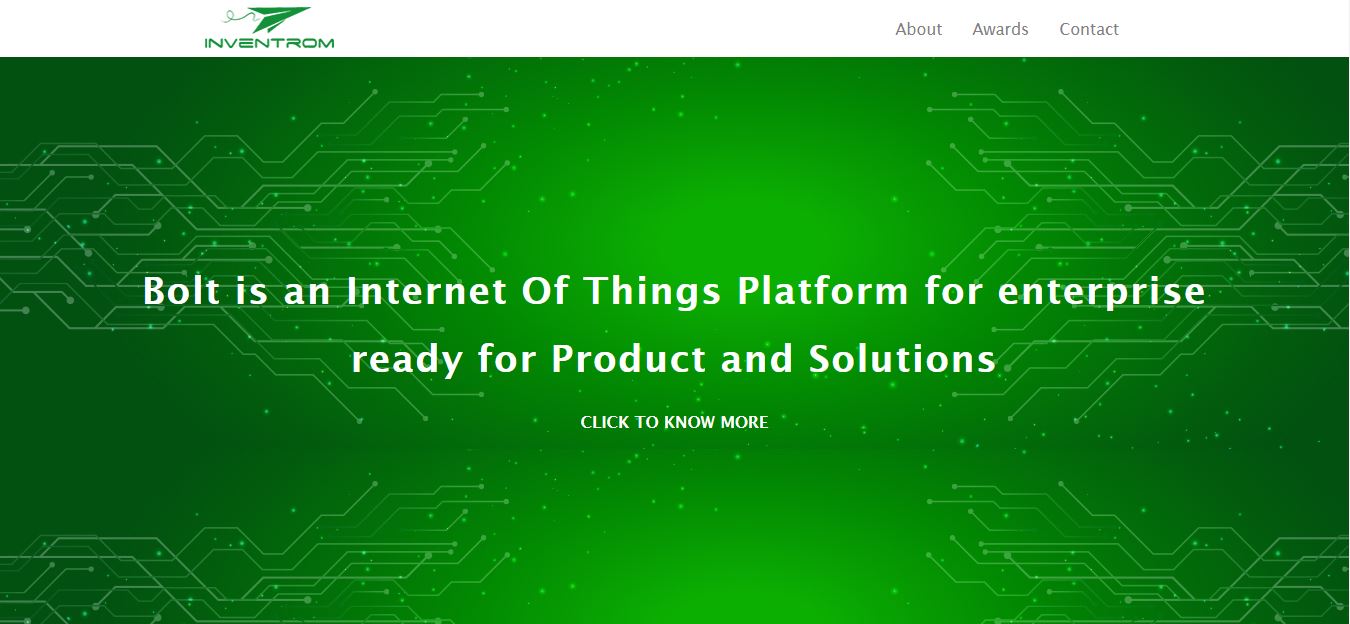 INVENTROM
About Awards Contact
Bolt is an Internet Of Things Platform for enterprise
ready for Product and Solutions
CLICK TO KNOW MORE